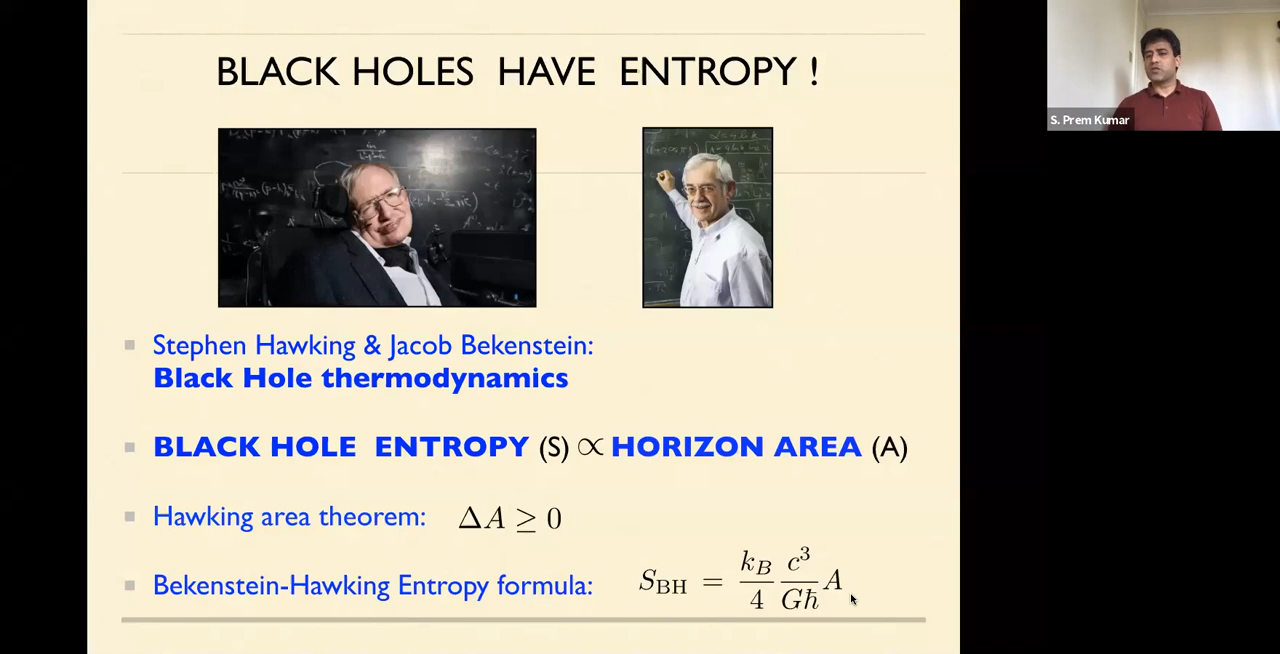 BLACK HOLES HAVE ENTROPY !
S. Prem Kumar
Stephen Hawking & Jacob Bekenstein:
Black Hole thermodynamics
BLACK HOLE ENTROPY (S) ∝ HORIZON AREA (A)
Hawking area theorem: ΔA ≥ 0
Bekenstein-Hawking Entropy formula: S_BH = k_B/4 c³/Għ A